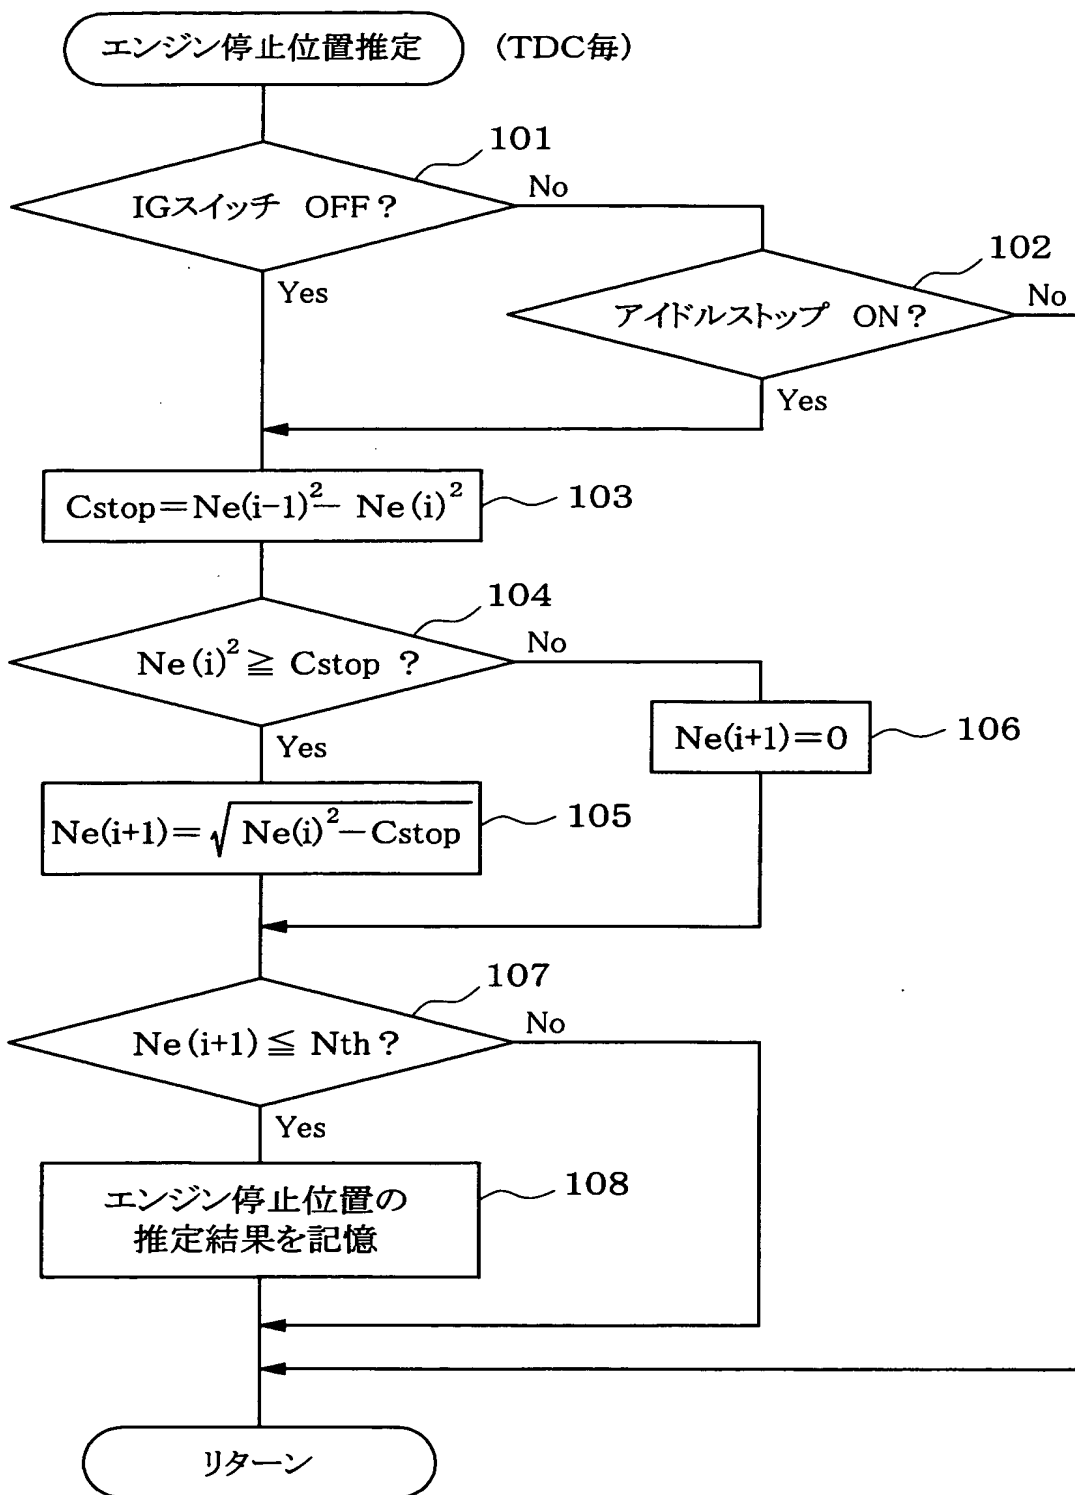 エンジン停止位置推定 (TDC毎)
101
IGスイッチ OFF?
No
Yes
102
アイドルストップ ON?
No
Yes
Cstop=Ne(i-1)²- Ne(i)²
103
104
Ne(i)²≧ Cstop ?
No
Yes
Ne(i+1)=0
106
Ne(i+1)=√Ne(i)²-Cstop
105
107
Ne(i+1)≦ Nth?
No
Yes
エンジン停止位置の
推定結果を記憶
108
リターン